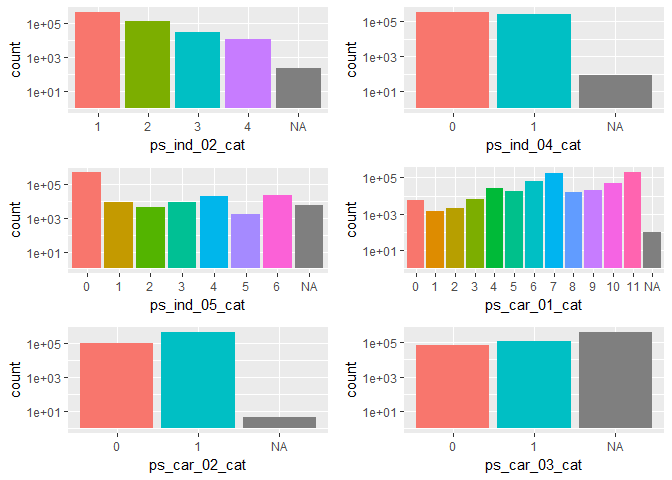 count
1e+05
1e+03
1e+01
1 2 3 4 NA
ps_ind_02_cat
count
1e+05
1e+03
1e+01
0 1 NA
ps_ind_04_cat
count
1e+05
1e+03
1e+01
0 1 2 3 4 5 6 NA
ps_ind_05_cat
count
1e+05
1e+03
1e+01
0 1 2 3 4 5 6 7 8 9 10 11 NA
ps_car_01_cat
count
1e+05
1e+03
1e+01
0 1 NA
ps_car_02_cat
count
1e+05
1e+03
1e+01
0 1 NA
ps_car_03_cat